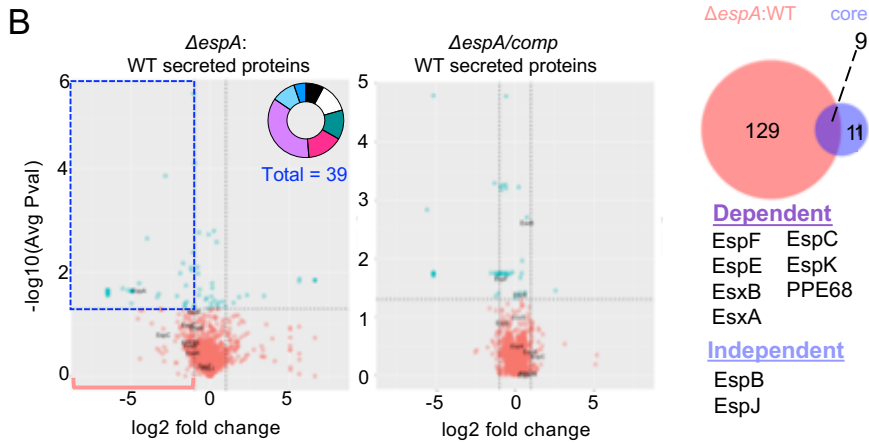 B
ΔespA:
WT secreted proteins
ΔespA/comp
WT secreted proteins
ΔespA:WT
core
9
129
11
Total = 39
-log10(Avg Pval)
6
4
2
0
-5
0
5
log2 fold change
5
4
3
2
1
0
-5
0
5
log2 fold change
Dependent
EspF
EspE
EsxB
EsxA
EspC
EspK
PPE68
Independent
EspB
EspJ